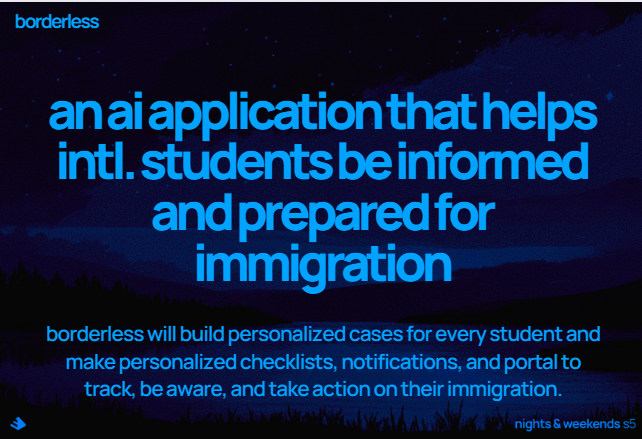 borderless
an ai application that helps
intl. students be informed
and prepared for
immigration
borderless will build personalized cases for every student and
make personalized checklists, notifications, and portal to
track, be aware, and take action on their immigration.
nights & weekends s5